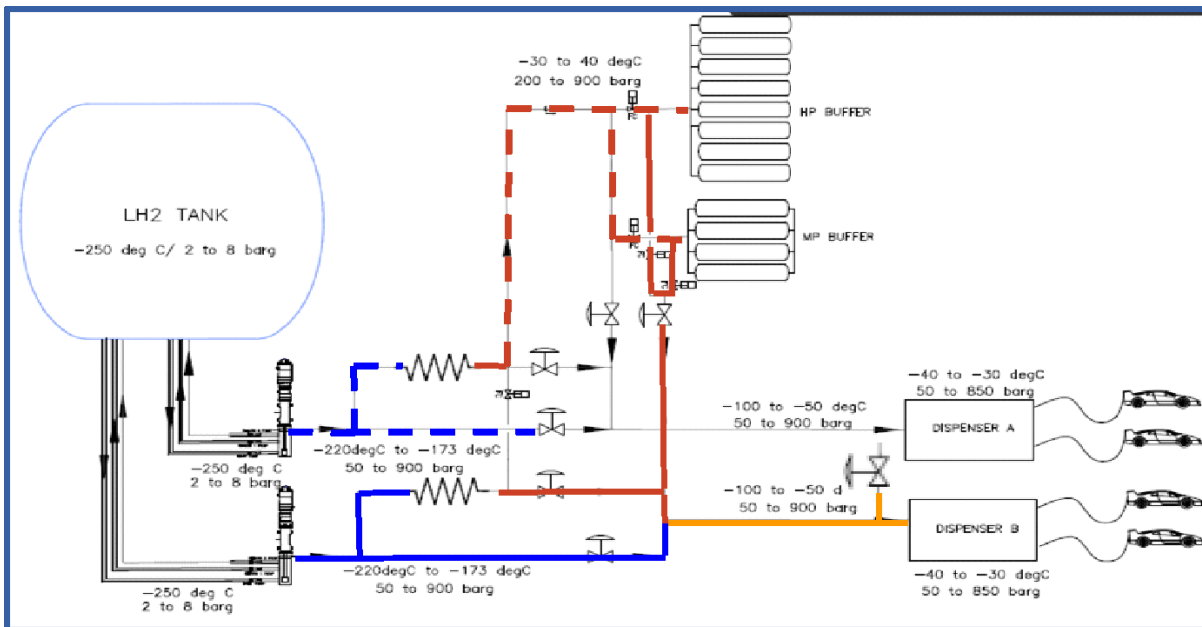 -30 to 40 degC
200 to 900 barg
HP BUFFER
LH2 TANK
-250 deg C/ 2 to 8 barg
MP BUFFER
FC
FC
-40 to -30 degC
50 to 850 barg
-100 to -50 degC
50 to 900 barg
DISPENSER A
-220degC to -173 degC
50 to 900 barg
-250 deg C
2 to 8 barg
-100 to -50 d
50 to 900 barg
DISPENSER B
-220degC to -173 degC
50 to 900 barg
-250 deg C
2 to 8 barg
-40 to -30 degC
50 to 850 barg